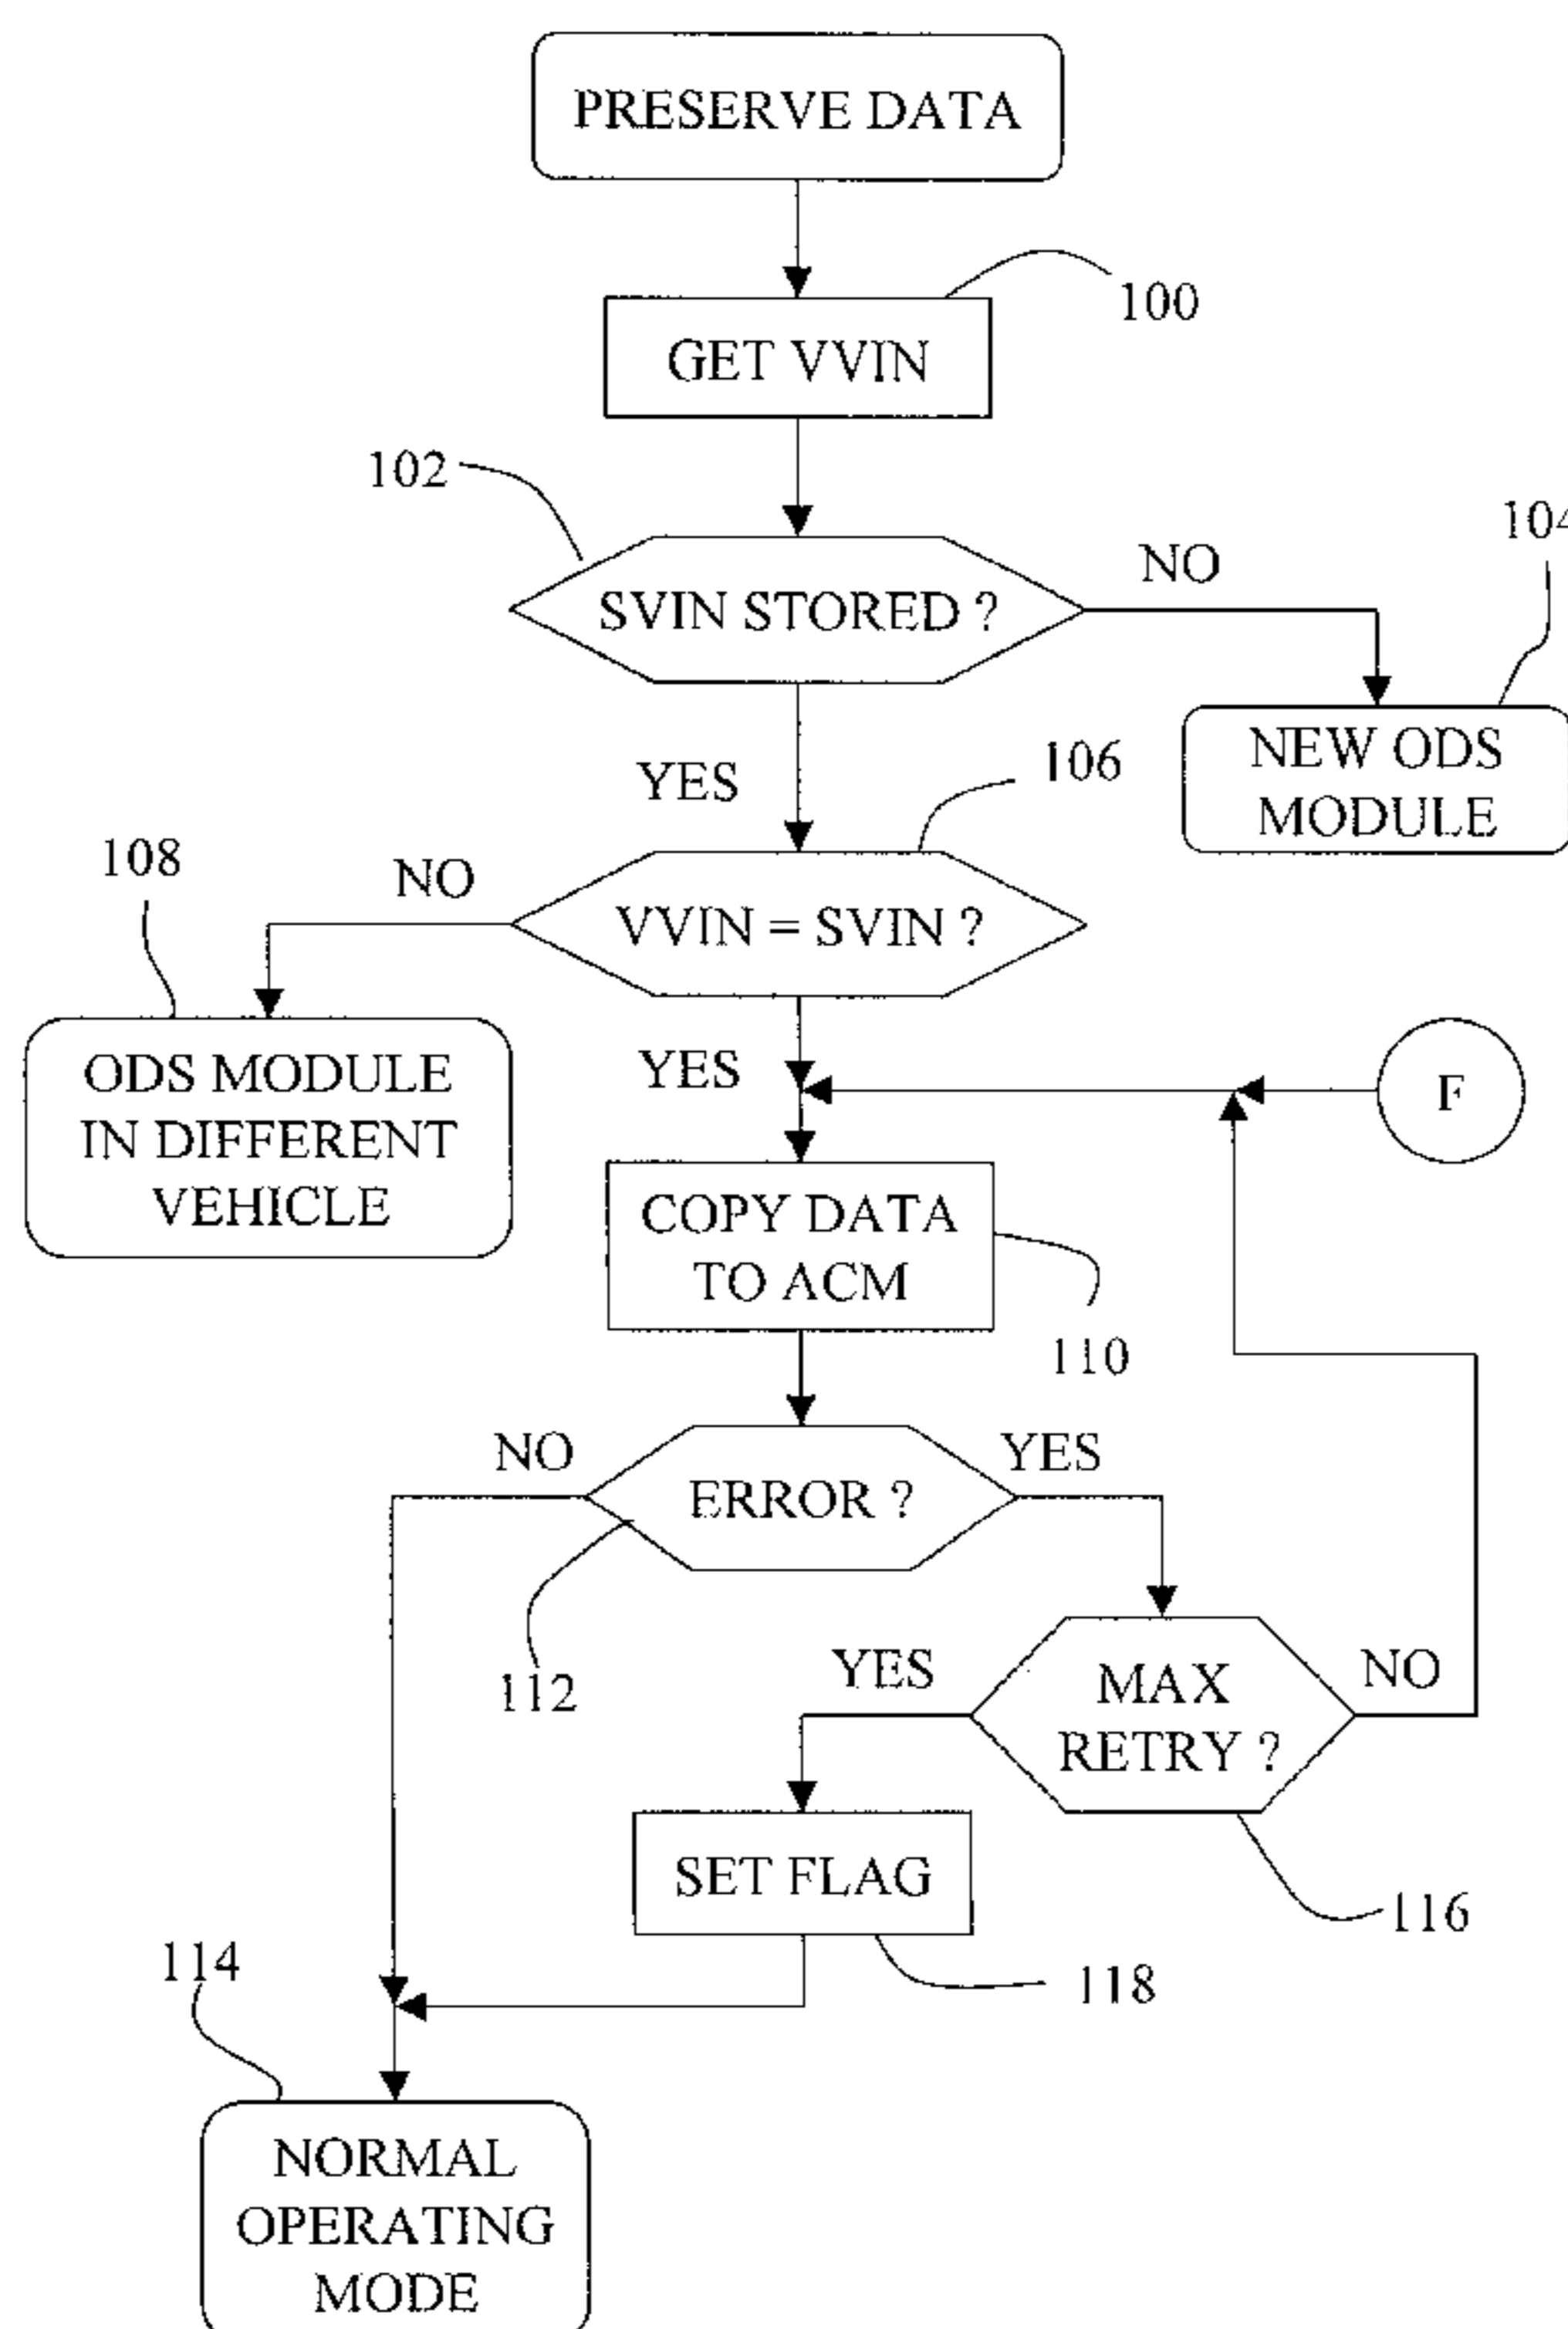 PRESERVE DATA
100
GET VVIN
102
SVIN STORED ?
NO
104
NEW ODS
MODULE
YES
106
108
NO
VVIN = SVIN ?
ODS MODULE
IN DIFFERENT
VEHICLE
YES
F
COPY DATA
TO ACM
110
NO
YES
ERROR ?
112
YES
MAX
RETRY ?
NO
116
SET FLAG
118
114
NORMAL
OPERATING
MODE